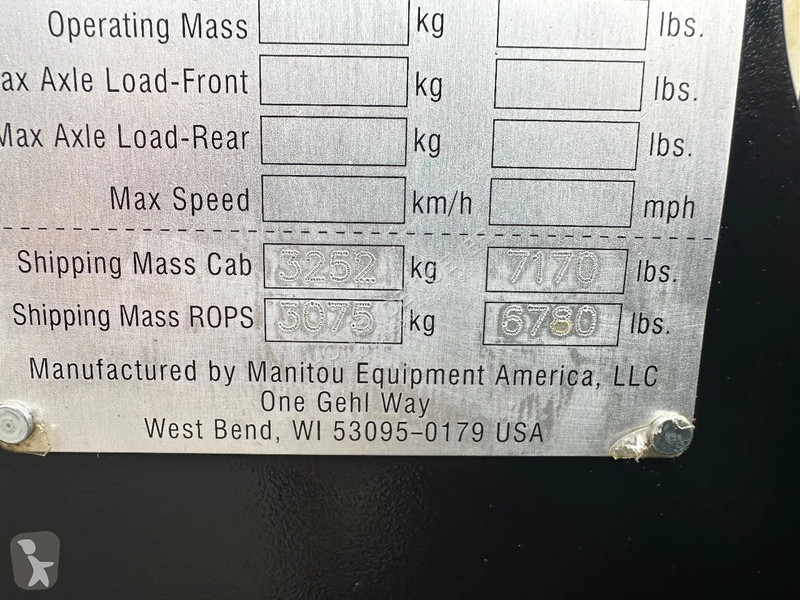 Operating Mass kg lbs.
ax Axle Load-Front kg lbs.
Max Axle Load-Rear kg lbs.
Max Speed km/h mph
Shipping Mass Cab 3252 kg 7170 lbs.
Shipping Mass ROPS 3075 kg 6780 lbs.
Manufactured by Manitou Equipment America, LLC
One Gehl Way
West Bend, WI 53095-0179 USA